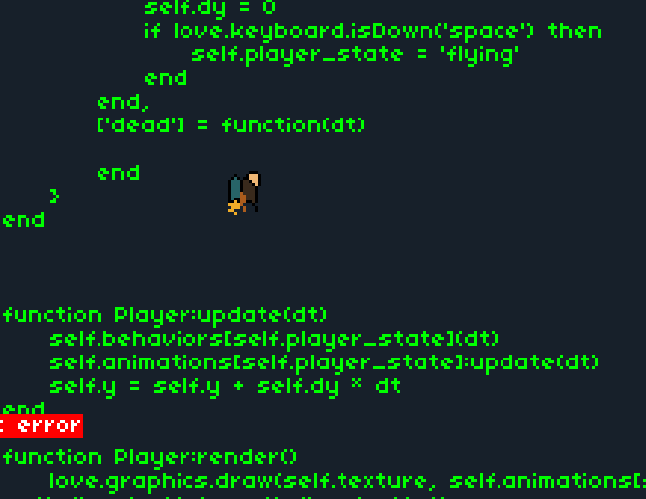 self.dy = 0
if love.keyboard.isDown('space') then
self.player_state = 'flying'
end
end,
['dead'] = function(dt)
end
}
end
function Player:update(dt)
self.behaviors[self.player_state](dt)
self.animations[self.player_state]:update(dt)
self.y = self.y + self.dy * dt
end
: error
function Player:render()
love.graphics.draw(self.texture, self.animations[